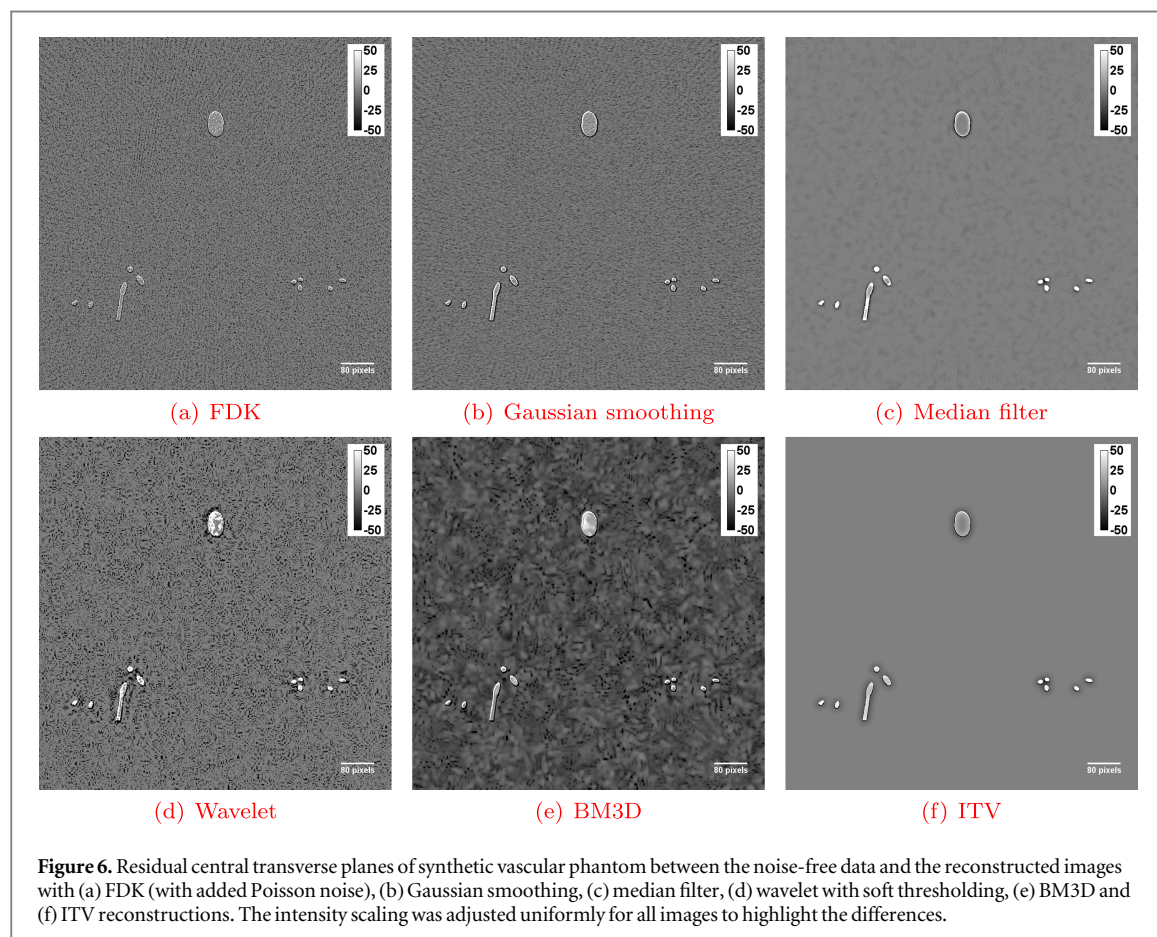 50
25
0
-25
-50
80 pixels
50
25
0
-25
-50
80 pixels
50
25
0
-25
-50
80 pixels
(a) FDK
(b) Gaussian smoothing
(c) Median filter
50
25
0
-25
-50
80 pixels
50
25
0
-25
-50
80 pixels
50
25
0
-25
-50
80 pixels
(d) Wavelet
(e) BM3D
(f) ITV
Figure 6. Residual central transverse planes of synthetic vascular phantom between the noise-free data and the reconstructed images
with (a) FDK (with added Poisson noise), (b) Gaussian smoothing, (c) median filter, (d) wavelet with soft thresholding, (e) BM3D and
(f) ITV reconstructions. The intensity scaling was adjusted uniformly for all images to highlight the differences.